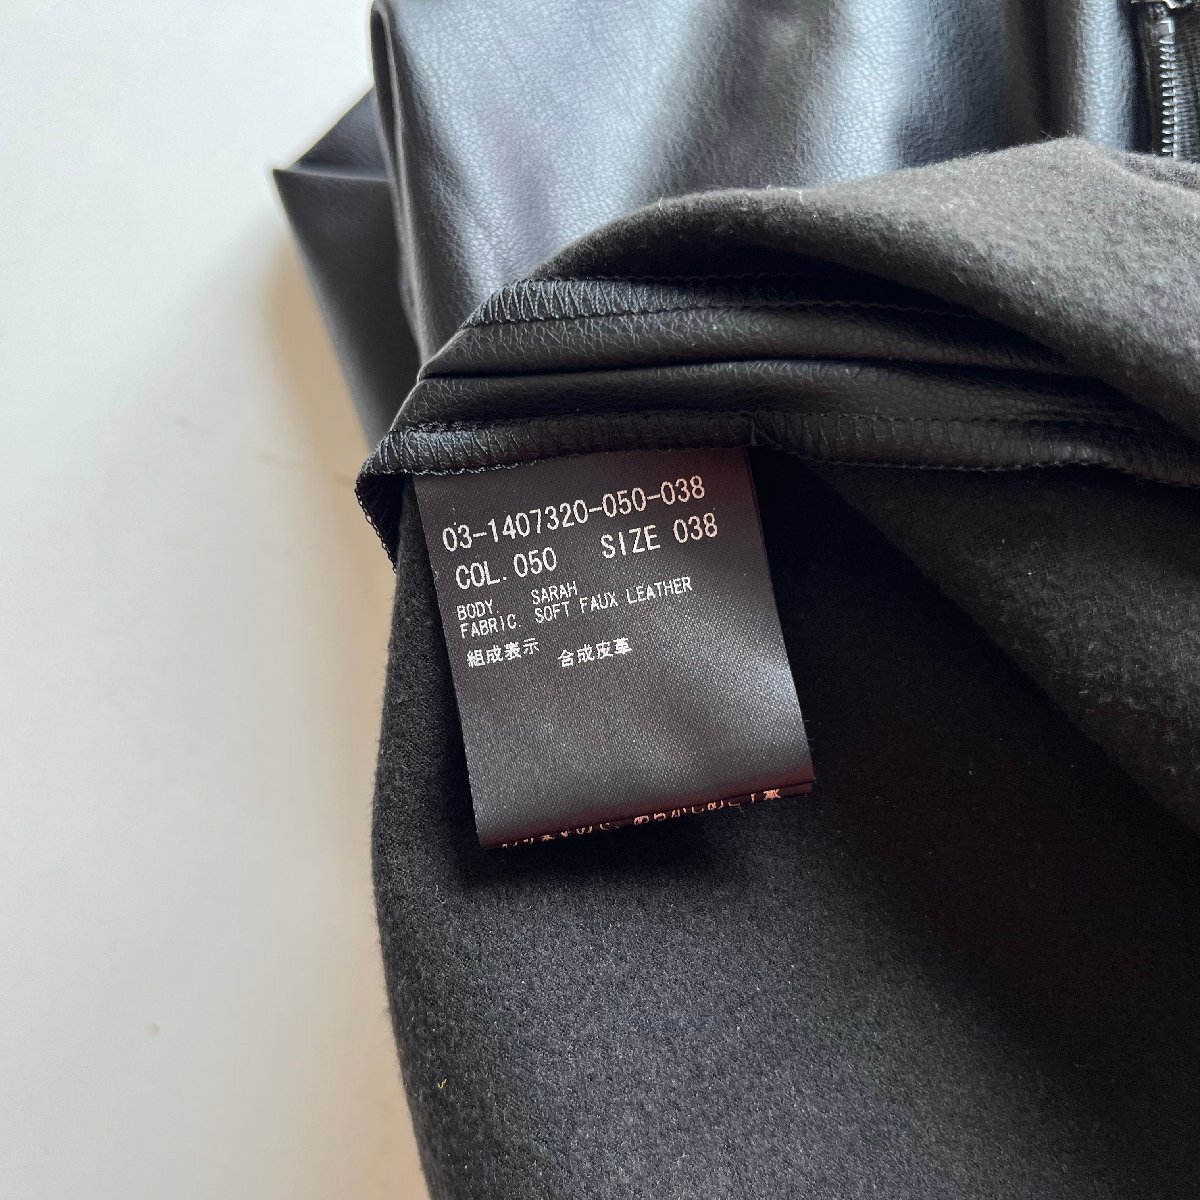 03-1407320-050-038
COL. 050 SIZE 038
BODY. SARAH
FABRIC. SOFT FAUX LEATHER
組成表示 合成皮革